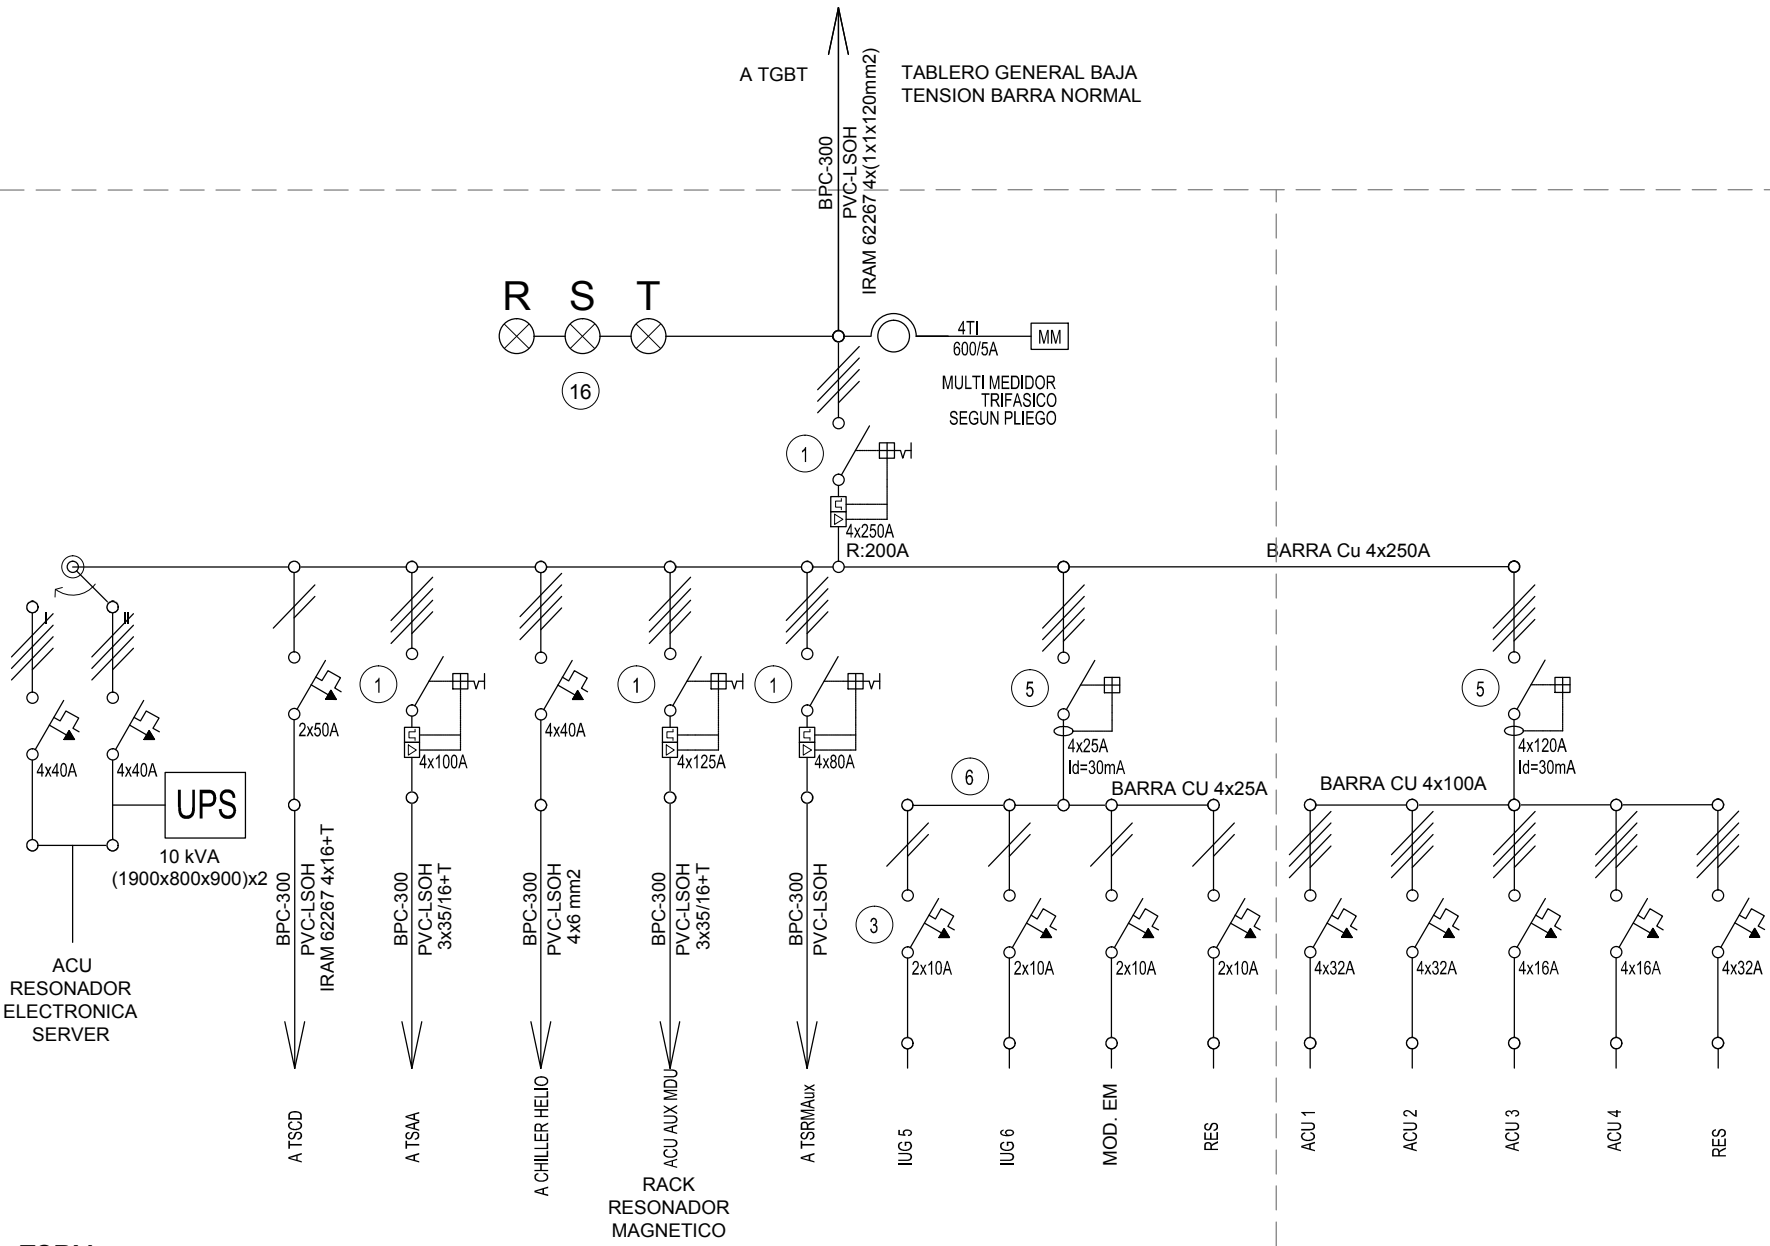 A TGBT
TABLERO GENERAL BAJA
TENSION BARRA NORMAL
BPC-300
PVC-LSOH
IRAM 62267 4x(1x1x120mm2)
R S T
16
4TI
600/5A
MM
MULTI MEDIDOR
TRIFASICO
SEGUN PLIEGO
1
4x250A
R:200A
BARRA Cu 4x250A
I
II
4x40A
4x40A
UPS
10 kVA
(1900x800x900)x2
ACU
RESONADOR
ELECTRONICA
SERVER
2x50A
BPC-300
PVC-LSOH
IRAM 62267 4x16+T
A TSCD
1
4x100A
BPC-300
PVC-LSOH
3x35/16+T
A TSAA
4x40A
BPC-300
PVC-LSOH
4x6 mm2
A CHILLER HELIO
1
4x125A
BPC-300
PVC-LSOH
3x35/16+T
ACU AUX MDU
RACK
RESONADOR
MAGNETICO
1
4x80A
BPC-300
PVC-LSOH
A TSRMAux
5
4x25A
Id=30mA
6
BARRA CU 4x25A
3
2x10A
2x10A
2x10A
2x10A
IUG 5
IUG 6
MOD. EM
RES
5
4x120A
Id=30mA
BARRA CU 4x100A
4x32A
4x32A
4x16A
4x16A
4x32A
ACU 1
ACU 2
ACU 3
ACU 4
RES